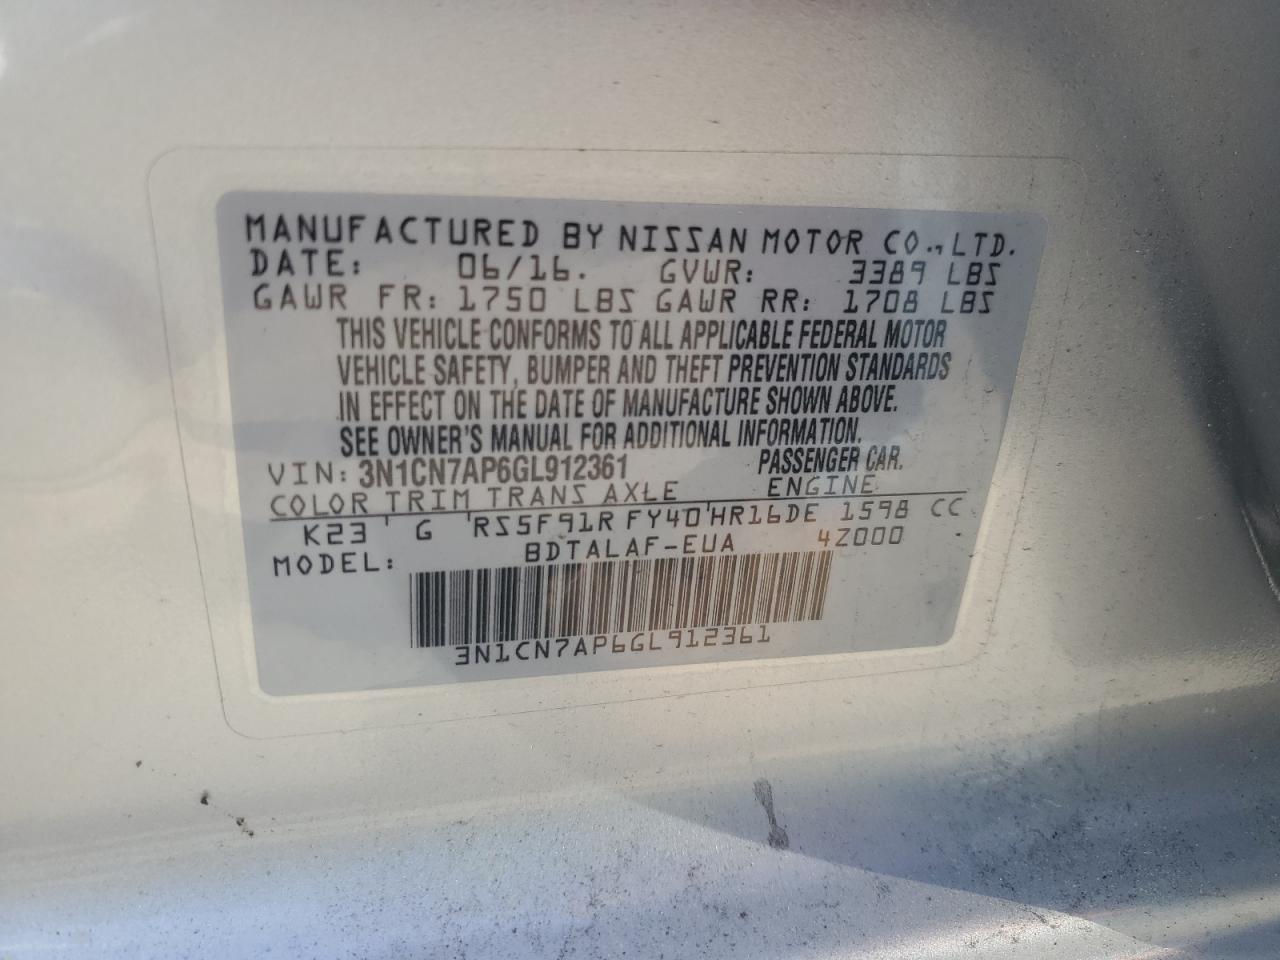 MANUFACTURED BY NISSAN MOTOR CO., LTD.
DATE: 06/16. GVWR: 3389 LBS
GAWR FR: 1750 LBS GAWR RR: 1708 LBS
THIS VEHICLE CONFORMS TO ALL APPLICABLE FEDERAL MOTOR
VEHICLE SAFETY, BUMPER AND THEFT PREVENTION STANDARDS
IN EFFECT ON THE DATE OF MANUFACTURE SHOWN ABOVE.
SEE OWNER'S MANUAL FOR ADDITIONAL INFORMATION.
VIN: 3N1CN7AP6GL912361 PASSENGER CAR.
COLOR TRIM TRANS AXLE ENGINE
K23 G RS5F91R FY40 HR16DE 1598 CC
MODEL: BDTALAF-EUA 4Z000
3N1CN7AP6GL912361